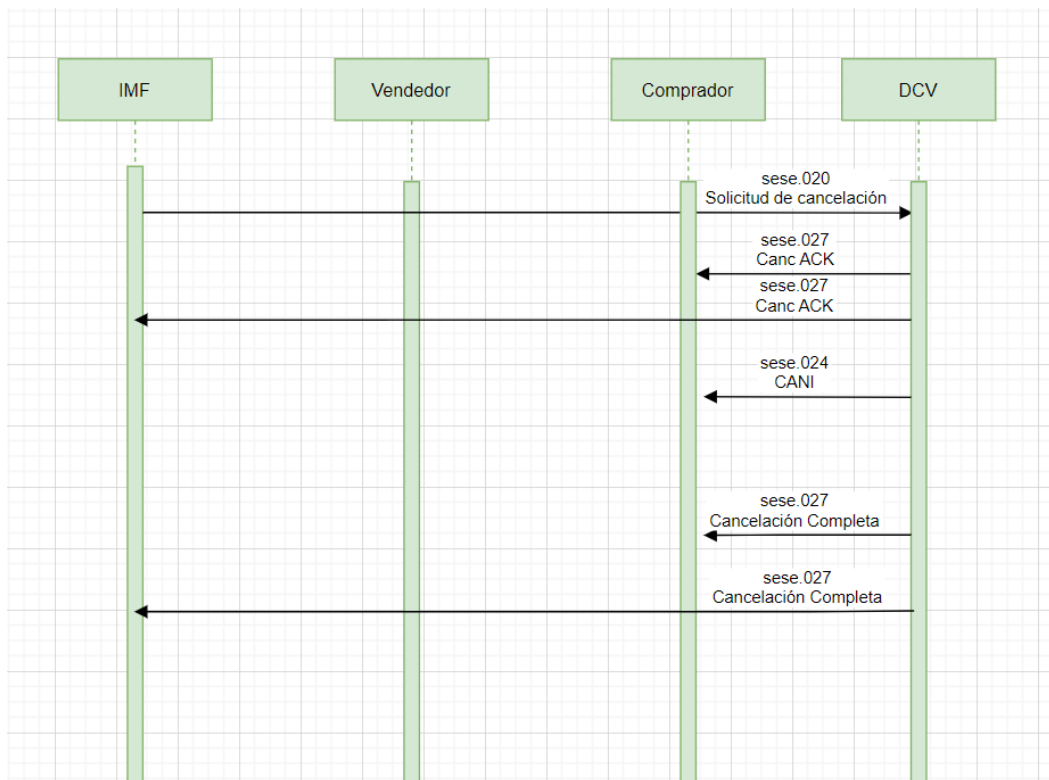 IMF
Vendedor
Comprador
DCV
sese.020
Solicitud de cancelación
sese.027
Canc ACK
sese.027
Canc ACK
sese.024
CANI
sese.027
Cancelación Completa
sese.027
Cancelación Completa